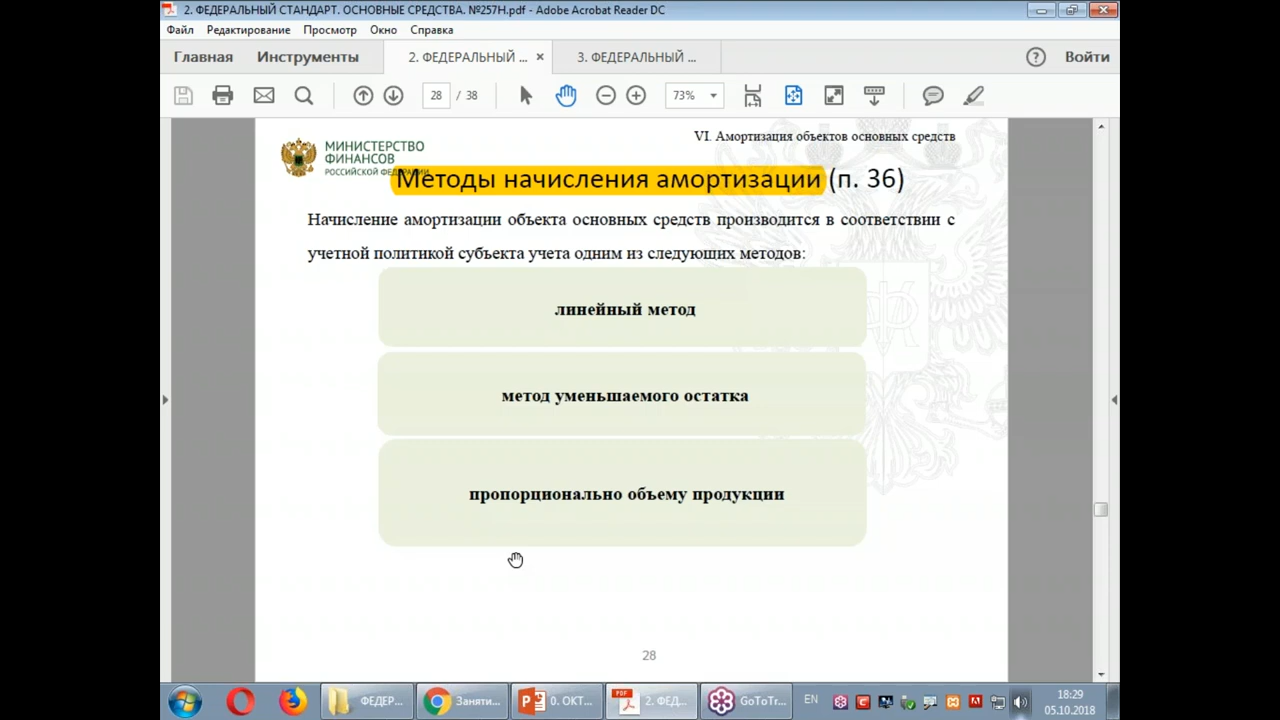 2. ФЕДЕРАЛЬНЫЙ СТАНДАРТ. ОСНОВНЫЕ СРЕДСТВА. №257Н.pdf - Adobe Acrobat Reader DC
Файл Редактирование Просмотр Окно Справка
Главная Инструменты 2. ФЕДЕРАЛЬНЫЙ ... × 3. ФЕДЕРАЛЬНЫЙ ... Войти
28 / 38 73%
VI. Амортизация объектов основных средств
МИНИСТЕРСТВО
ФИНАНСОВ
РОССИЙСКОЙ ФЕДЕРАЦИИ
Методы начисления амортизации (п. 36)
Начисление амортизации объекта основных средств производится в соответствии с
учетной политикой субъекта учета одним из следующих методов:
линейный метод
метод уменьшаемого остатка
пропорционально объему продукции
28
ФЕДЕР... Заняти... 0. ОКТ... 2. ФЕД... GoToTr... EN 18:29
05.10.2018